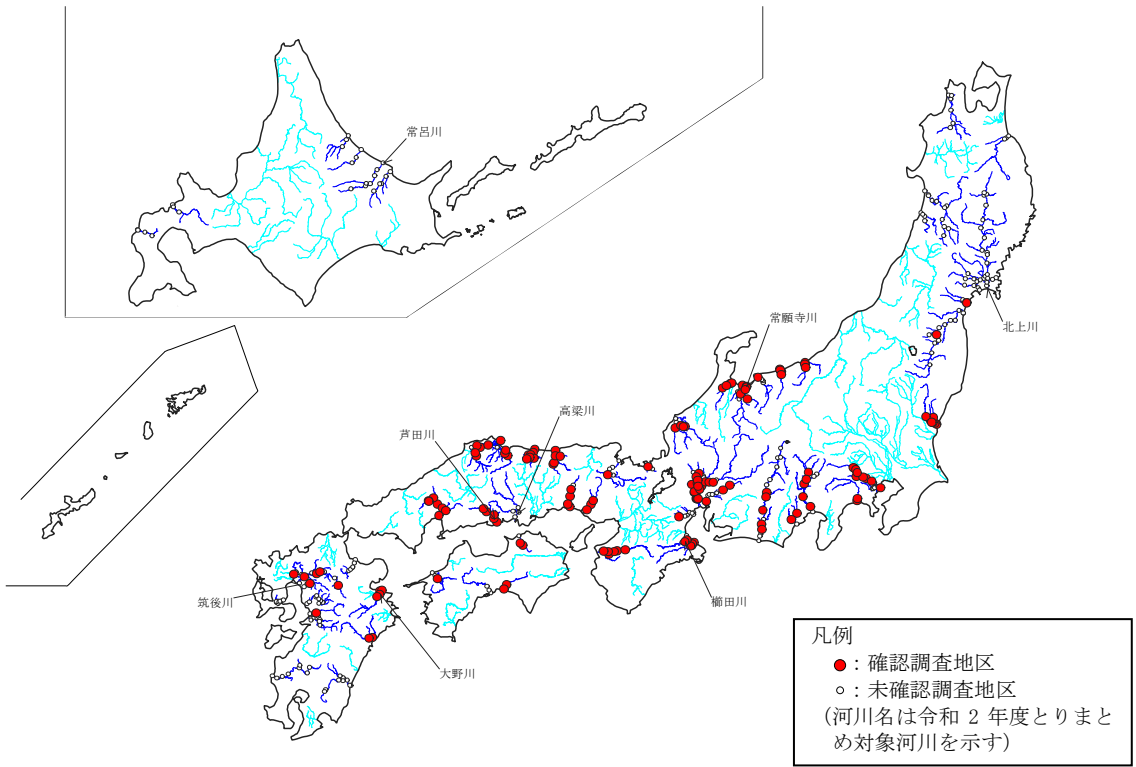 常呂川
北上川
常願寺川
高梁川
芦田川
筑後川
櫛田川
大野川
凡例
：確認調査地区
：未確認調査地区
（河川名は令和 2 年度とりまと
め対象河川を示す）